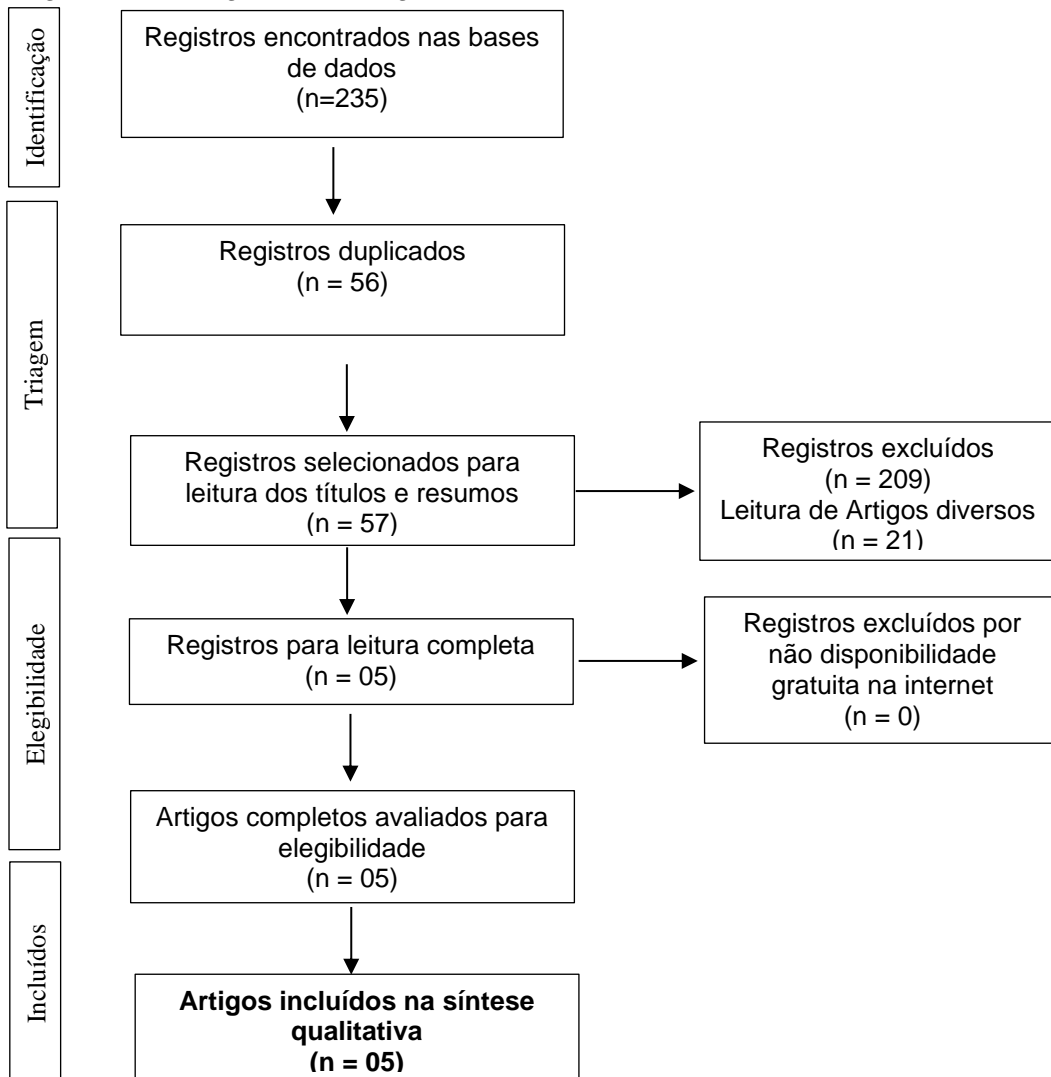 Identificação
Registros encontrados nas bases
de dados
(n=235)
Triagem
Registros duplicados
(n = 56)
Registros selecionados para
leitura dos títulos e resumos
(n = 57)
Registros excluídos
(n = 209)
Leitura de Artigos diversos
(n = 21)
Elegibilidade
Registros para leitura completa
(n = 05)
Registros excluídos por
não disponibilidade
gratuita na internet
(n = 0)
Artigos completos avaliados para
elegibilidade
(n = 05)
Incluídos
Artigos incluídos na síntese
qualitativa
(n = 05)